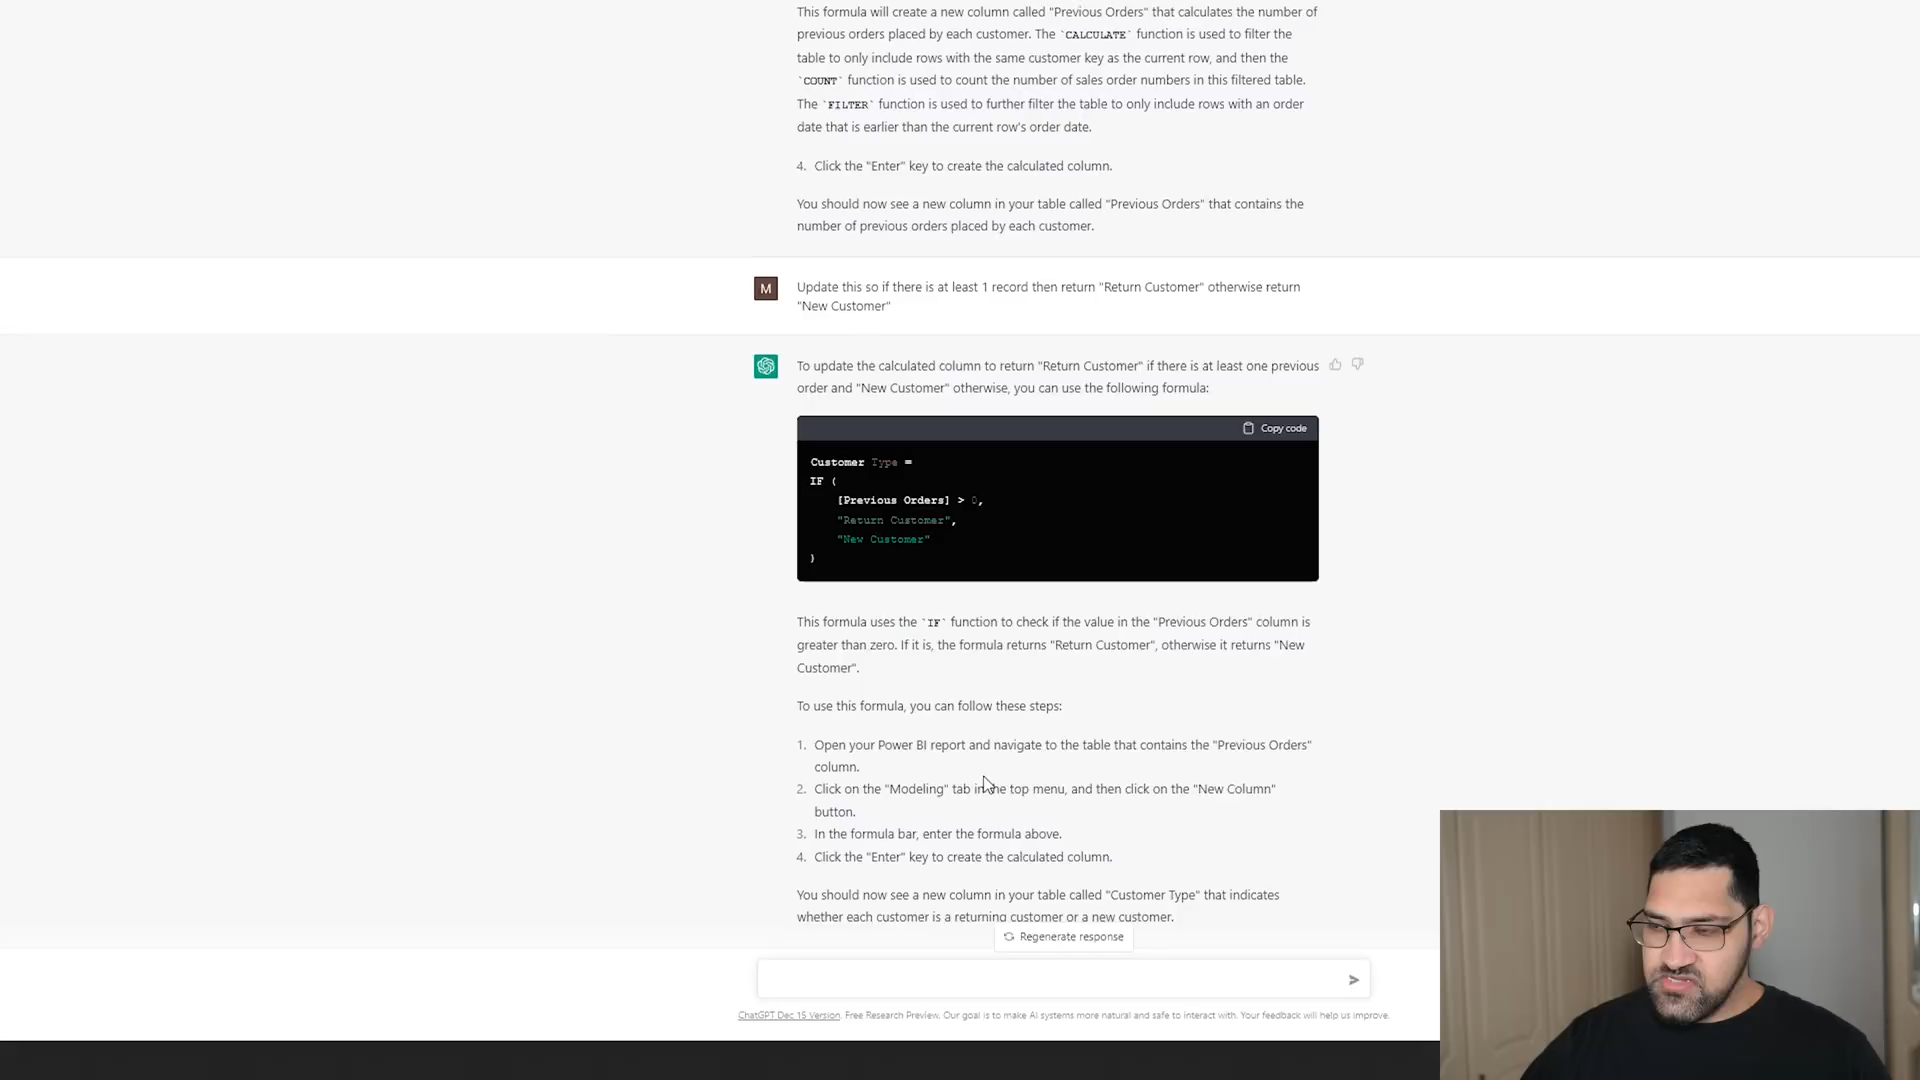 This formula will create a new column called "Previous Orders" that calculates the number of
previous orders placed by each customer. The `CALCULATE` function is used to filter the
table to only include rows with the same customer key as the current row, and then the
`COUNT` function is used to count the number of sales order numbers in this filtered table.
The `FILTER` function is used to further filter the table to only include rows with an order
date that is earlier than the current row's order date.
4. Click the "Enter" key to create the calculated column.
You should now see a new column in your table called "Previous Orders" that contains the
number of previous orders placed by each customer.
M
Update this so if there is at least 1 record then return "Return Customer" otherwise return
"New Customer"
To update the calculated column to return "Return Customer" if there is at least one previous
order and "New Customer" otherwise, you can use the following formula:
Copy code
Customer Type =
IF (
[Previous Orders] > 0,
"Return Customer",
"New Customer"
)
This formula uses the `IF` function to check if the value in the "Previous Orders" column is
greater than zero. If it is, the formula returns "Return Customer", otherwise it returns "New
Customer".
To use this formula, you can follow these steps:
1. Open your Power BI report and navigate to the table that contains the "Previous Orders"
column.
2. Click on the "Modeling" tab in the top menu, and then click on the "New Column"
button.
3. In the formula bar, enter the formula above.
4. Click the "Enter" key to create the calculated column.
You should now see a new column in your table called "Customer Type" that indicates
whether each customer is a returning customer or a new customer.
Regenerate response
ChatGPT Dec 15 Version. Free Research Preview. Our goal is to make AI systems more natural and safe to interact with. Your feedback will help us improve.